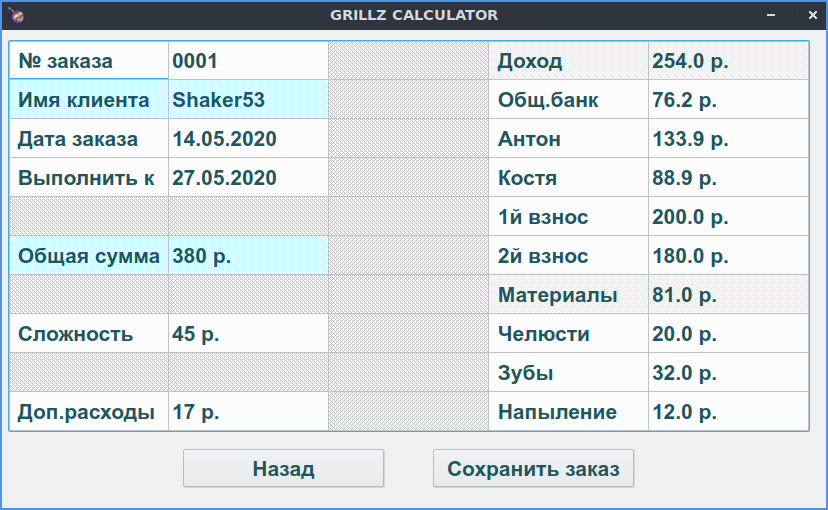 GRILLZ CALCULATOR
№ заказа 0001 Доход 254.0 р.
Имя клиента Shaker53 Общ.банк 76.2 р.
Дата заказа 14.05.2020 Антон 133.9 р.
Выполнить к 27.05.2020 Костя 88.9 р.
1й взнос 200.0 р.
Общая сумма 380 р. 2й взнос 180.0 р.
Материалы 81.0 р.
Сложность 45 р. Челюсти 20.0 р.
Зубы 32.0 р.
Доп.расходы 17 р. Напыление 12.0 р.
Назад Сохранить заказ